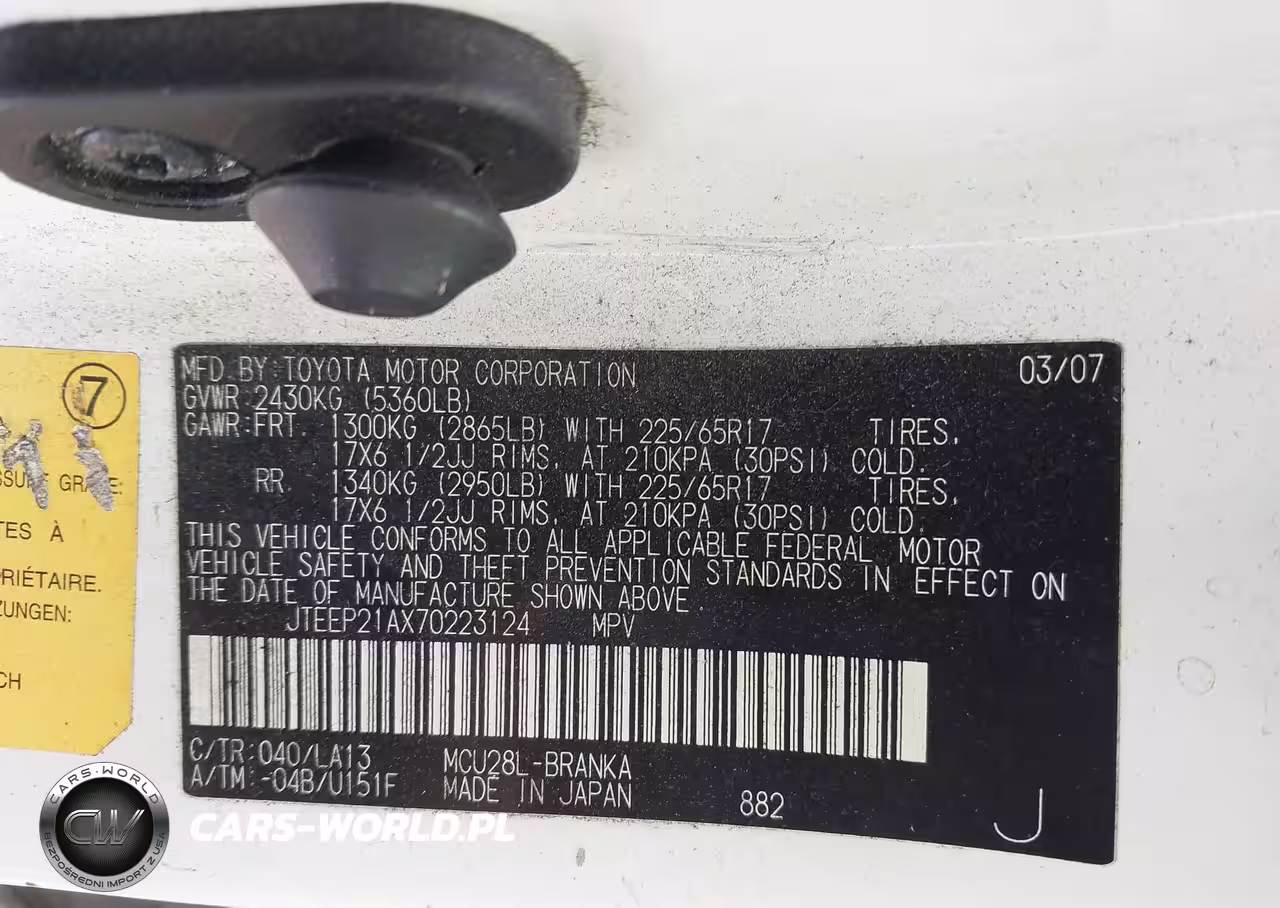 7
GRA
TES À
RIÉTAIRE.
ZUNGEN:
CH
MFD BY:TOYOTA MOTOR CORPORATION 03/07
GVWR 2430KG (5360LB)
GAWR:FRT. 1300KG (2865LB) WITH 225/65R17 TIRES,
17X6 1/2JJ RIMS, AT 210KPA (30PSI) COLD.
RR. 1340KG (2950LB) WITH 225/65R17 TIRES,
17X6 1/2JJ RIMS, AT 210KPA (30PSI) COLD.
THIS VEHICLE CONFORMS TO ALL APPLICABLE FEDERAL MOTOR
VEHICLE SAFETY AND THEFT PREVENTION STANDARDS IN EFFECT ON
THE DATE OF MANUFACTURE SHOWN ABOVE
JTEEP21AX70223124 MPV
C/TR:040/LA13 MCU28L-BRANKA
A/TM:-04B/U151F MADE IN JAPAN 882 J
CARS-WORLD
CW
BEZPOŚREDNI IMPORT Z USA
CARS-WORLD.PL